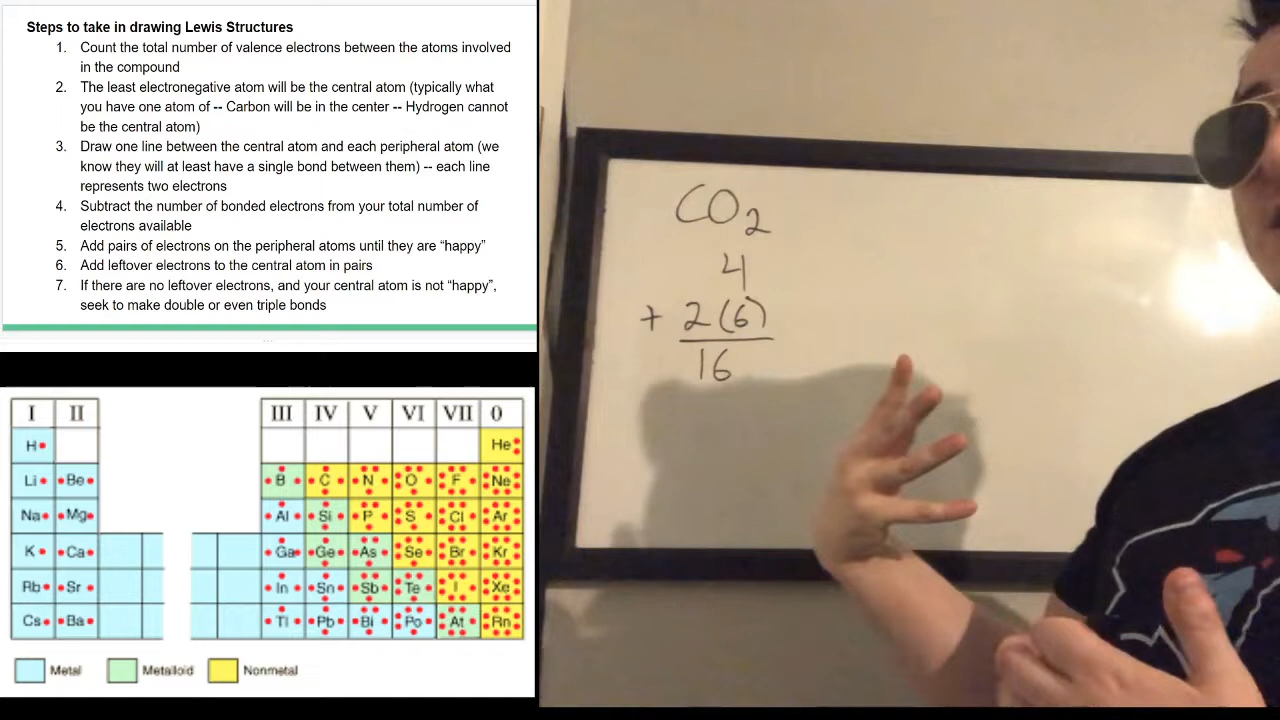 Steps to take in drawing Lewis Structures
1. Count the total number of valence electrons between the atoms involved
in the compound
2. The least electronegative atom will be the central atom (typically what
you have one atom of -- Carbon will be in the center -- Hydrogen cannot
be the central atom)
3. Draw one line between the central atom and each peripheral atom (we
know they will at least have a single bond between them) -- each line
represents two electrons
4. Subtract the number of bonded electrons from your total number of
electrons available
5. Add pairs of electrons on the peripheral atoms until they are “happy”
6. Add leftover electrons to the central atom in pairs
7. If there are no leftover electrons, and your central atom is not “happy”,
seek to make double or even triple bonds
I II III IV V VI VII 0
H He
Li Be B C N O F Ne
Na Mg Al Si P S Cl Ar
K Ca Ga Ge As Se Br Kr
Rb Sr In Sn Sb Te I Xe
Cs Ba Tl Pb Bi Po At Rn
Metal Metalloid Nonmetal
CO2
4
+ 2(6)
16